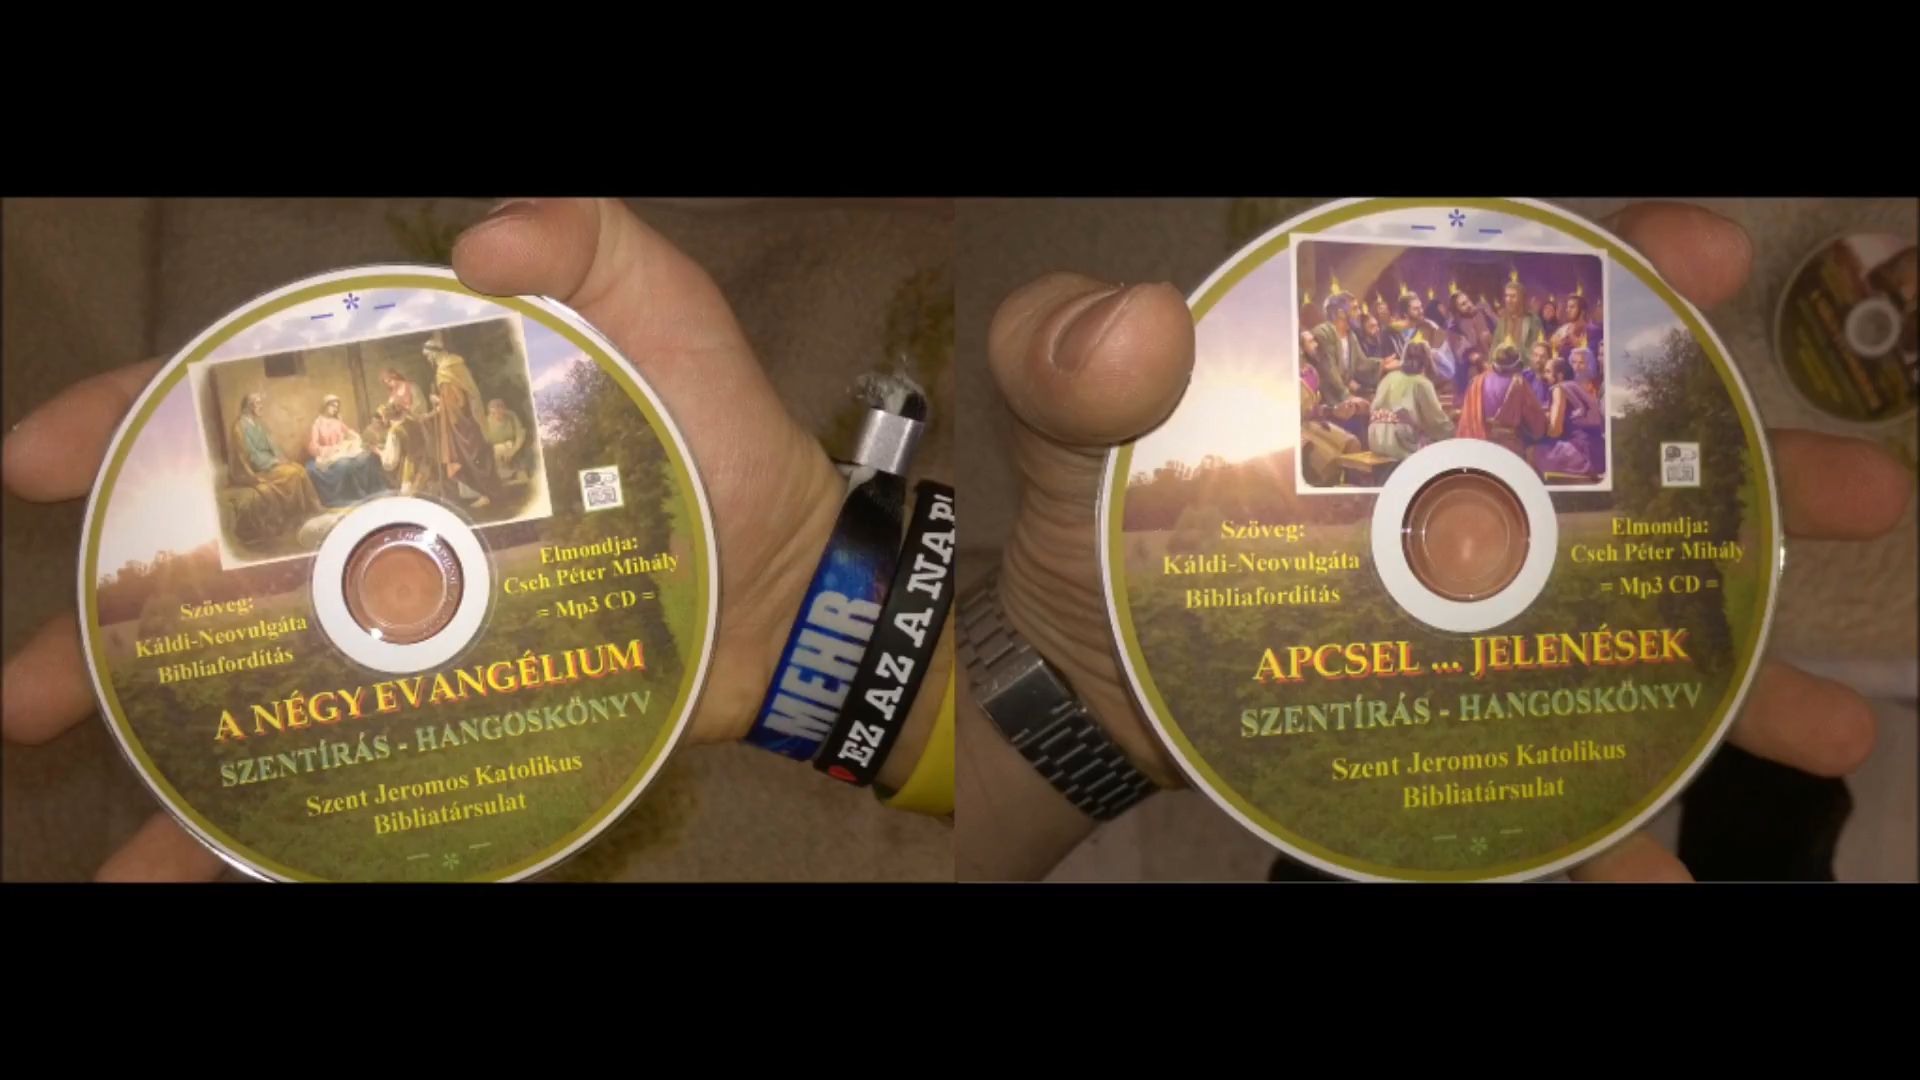 – * –
Szöveg:
Káldi-Neovulgáta
Bibliafordítás
Elmondja:
Cseh Péter Mihály
= Mp3 CD =
A NÉGY EVANGÉLIUM
SZENTÍRÁS - HANGOSKÖNYV
Szent Jeromos Katolikus
Bibliatársulat
– * –
MEHR
EZ AZ A NAP!
– * –
Szöveg:
Káldi-Neovulgáta
Bibliafordítás
Elmondja:
Cseh Péter Mihály
= Mp3 CD =
APCSEL ... JELENÉSEK
SZENTÍRÁS - HANGOSKÖNYV
Szent Jeromos Katolikus
Bibliatársulat
– * –